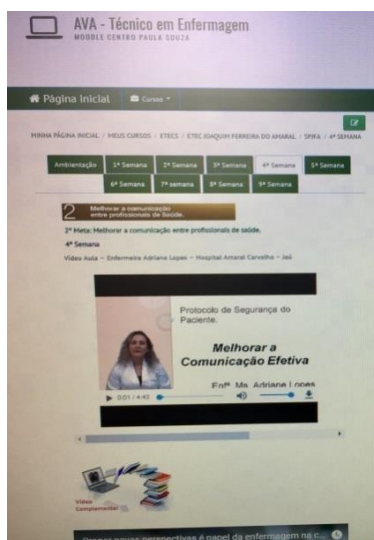 AVA - Técnico em Enfermagem
MOODLE CENTRO PAULA SOUZA
Página Inicial
Cursos
MINHA PÁGINA INICIAL / MEUS CURSOS / ETECS / ETEC JOAQUIM FERREIRA DO AMARAL / SPIFA / 4ª SEMANA
Ambientação 1ª Semana 2ª Semana 3ª Semana 4ª Semana 5ª Semana
6ª Semana 7ª semana 8ª Semana 9ª Semana
2 Melhorar a comunicação
entre profissionais de Saúde.
2ª Meta: Melhorar a comunicação entre profissionais de saúde.
4ª Semana
Vídeo Aula - Enfermeira Adriane Lopes - Hospital Amaral Carvalho - Jaú
Protocolo de Segurança do
Paciente.
Melhorar a
Comunicação Efetiva
Enfª Ms Adriane Lopes
0:01 / 4:43
Vídeo
Complementar
novas perspectivas é papel da enfermagem na c...